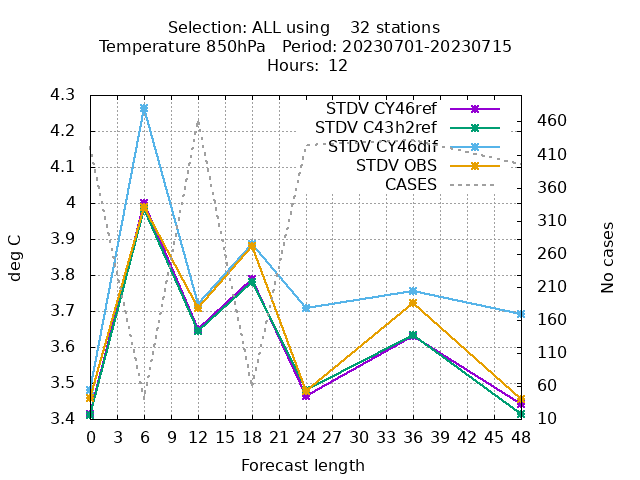 Selection: ALL using    32 stations
Temperature 850hPa   Period: 20230701-20230715
Hours: 12
4.3
4.2
4.1
4
3.9
3.8
3.7
3.6
3.5
3.4
deg C
STDV CY46ref
STDV C43h2ref
STDV CY46dif
STDV OBS
CASES
460
410
360
310
260
210
160
110
60
10
No cases
0 3 6 9 12 15 18 21 24 27 30 33 36 39 42 45 48
Forecast length